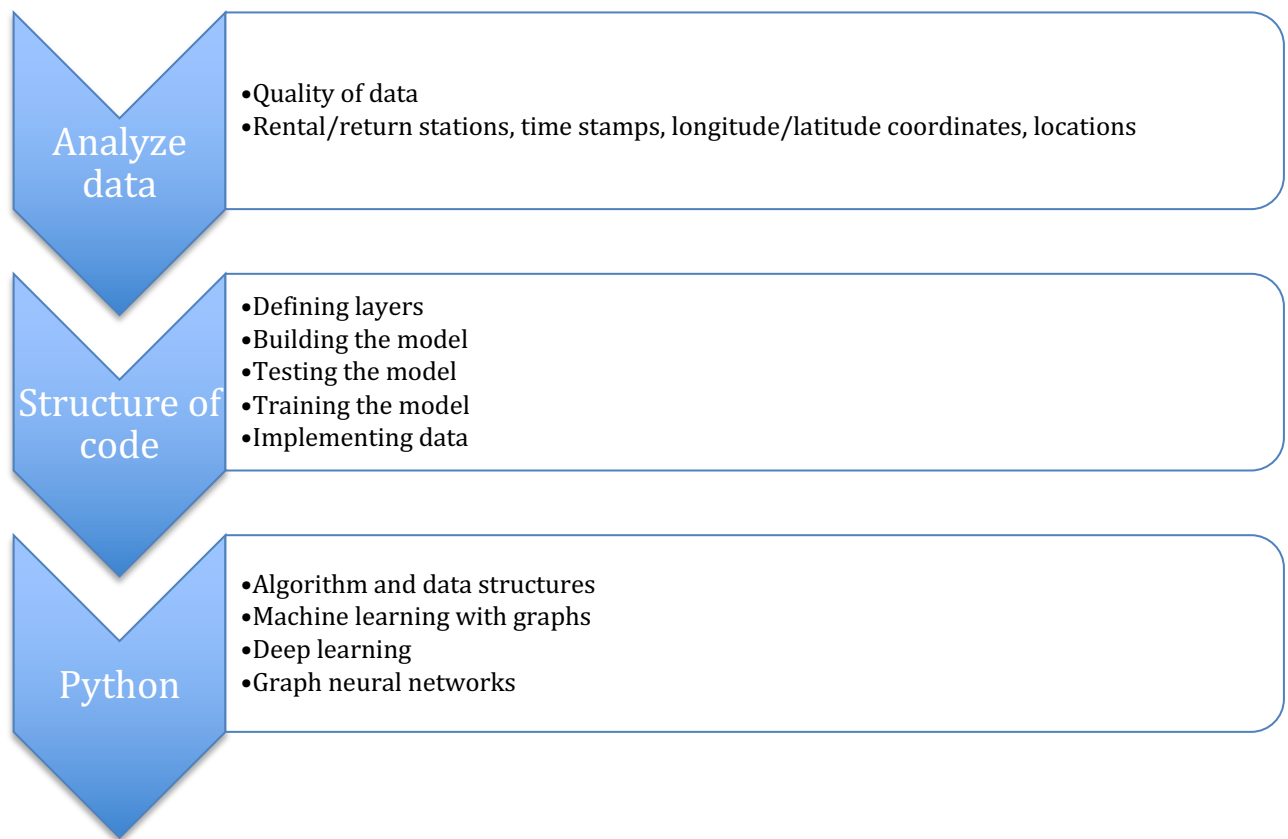 Analyze
data
•Quality of data
•Rental/return stations, time stamps, longitude/latitude coordinates, locations
Structure of
code
•Defining layers
•Building the model
•Testing the model
•Training the model
•Implementing data
Python
•Algorithm and data structures
•Machine learning with graphs
•Deep learning
•Graph neural networks